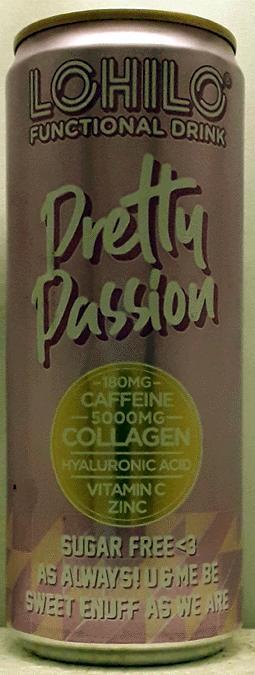 LOHILO®
FUNCTIONAL DRINK
Pretty
Passion
-180MG-
CAFFEINE
-5000MG-
COLLAGEN
HYALURONIC ACID
VITAMIN C
ZINC
SUGAR FREE<3
AS ALWAYS! U & ME BE
SWEET ENUFF AS WE ARE